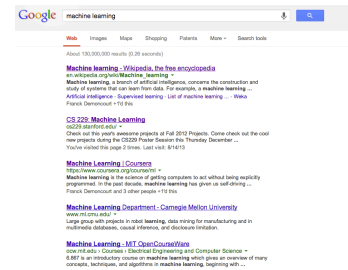 Google machine learning
Web Images Maps Shopping Patents More Search tools
About 130,000,000 results (0.28 seconds)
Machine learning - Wikipedia, the free encyclopedia
en.wikipedia.org/wiki/Machine_learning
Machine learning, a branch of artificial intelligence, concerns the construction and
study of systems that can learn from data. For example, a machine learning ...
Artificial intelligence - Supervised learning - List of machine learning ... - Weka
Franck Dernoncourt +1'd this
CS 229: Machine Learning
cs229.stanford.edu/
Check out this year's awesome projects at Fall 2012 Projects. Come check out the cool
new projects during the CS229 Poster Session this Thursday December ...
You've visited this page 2 times. Last visit: 8/14/13
Machine Learning | Coursera
https://www.coursera.org/course/ml
Machine learning is the science of getting computers to act without being explicitly
programmed. In the past decade, machine learning has given us self-driving ...
Franck Dernoncourt and 3 other people +1'd this
Machine Learning Department - Carnegie Mellon University
www.ml.cmu.edu/
Large group with projects in robot learning, data mining for manufacturing and in
multimedia databases, causal inference, and disclosure limitation.
Machine Learning - MIT OpenCourseWare
ocw.mit.edu › Courses › Electrical Engineering and Computer Science
6.867 is an introductory course on machine learning which gives an overview of many
concepts, techniques, and algorithms in machine learning, beginning with ...